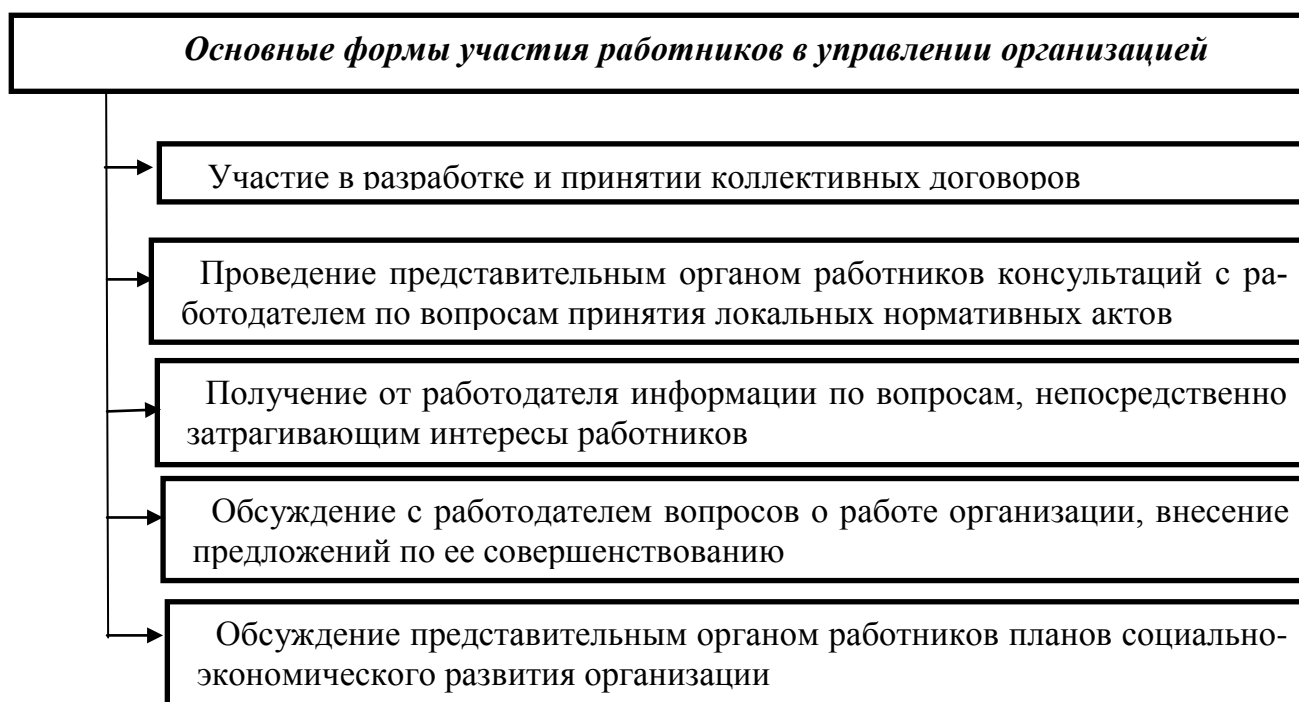 Основные формы участия работников в управлении организацией
Участие в разработке и принятии коллективных договоров
Проведение представительным органом работников консультаций с ра-
ботодателем по вопросам принятия локальных нормативных актов
Получение от работодателя информации по вопросам, непосредственно
затрагивающим интересы работников
Обсуждение с работодателем вопросов о работе организации, внесение
предложений по ее совершенствованию
Обсуждение представительным органом работников планов социально-
экономического развития организации